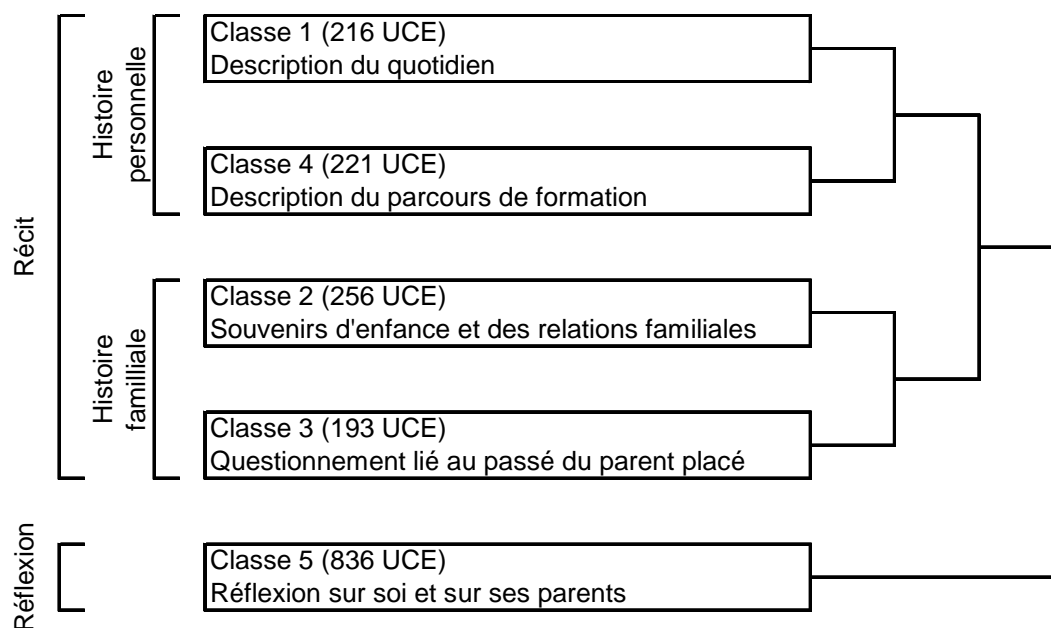 Récit
Histoire
personnelle
Classe 1 (216 UCE)
Description du quotidien
Classe 4 (221 UCE)
Description du parcours de formation
Histoire
familliale
Classe 2 (256 UCE)
Souvenirs d'enfance et des relations familiales
Classe 3 (193 UCE)
Questionnement lié au passé du parent placé
Réflexion
Classe 5 (836 UCE)
Réflexion sur soi et sur ses parents